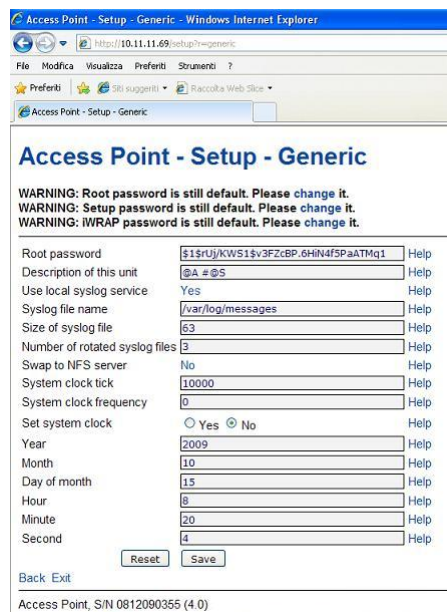 Access Point - Setup - Generic - Windows Internet Explorer
http://10.11.11.69/setup?r=generic
File Modifica Visualizza Preferiti Strumenti ?
Preferiti Siti suggeriti Raccolta Web Slice
Access Point - Setup - Generic
Access Point - Setup - Generic
WARNING: Root password is still default. Please change it.
WARNING: Setup password is still default. Please change it.
WARNING: iWRAP password is still default. Please change it.
Root password $1$rUj/KWS1$v3FZcBP.6HiN4f5PaATMq1 Help
Description of this unit @A #@S Help
Use local syslog service Yes Help
Syslog file name /var/log/messages Help
Size of syslog file 63 Help
Number of rotated syslog files 3 Help
Swap to NFS server No Help
System clock tick 10000 Help
System clock frequency 0 Help
Set system clock Yes No Help
Year 2009 Help
Month 10 Help
Day of month 15 Help
Hour 8 Help
Minute 20 Help
Second 4 Help
Reset Save
Back Exit
Access Point, S/N 0812090355 (4.0)